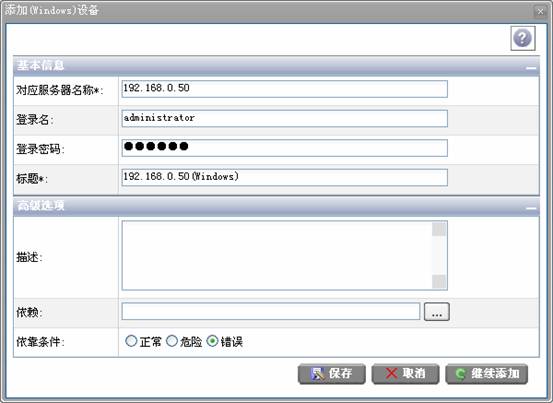 添加(Windows)设备
?
基本信息
对应服务器名称*: 192.168.0.50
登录名: administrator
登录密码: ●●●●●●
标题*: 192.168.0.50(Windows)
高级选项
描述:
依赖: ...
依靠条件: 正常 危险 错误
保存 取消 继续添加